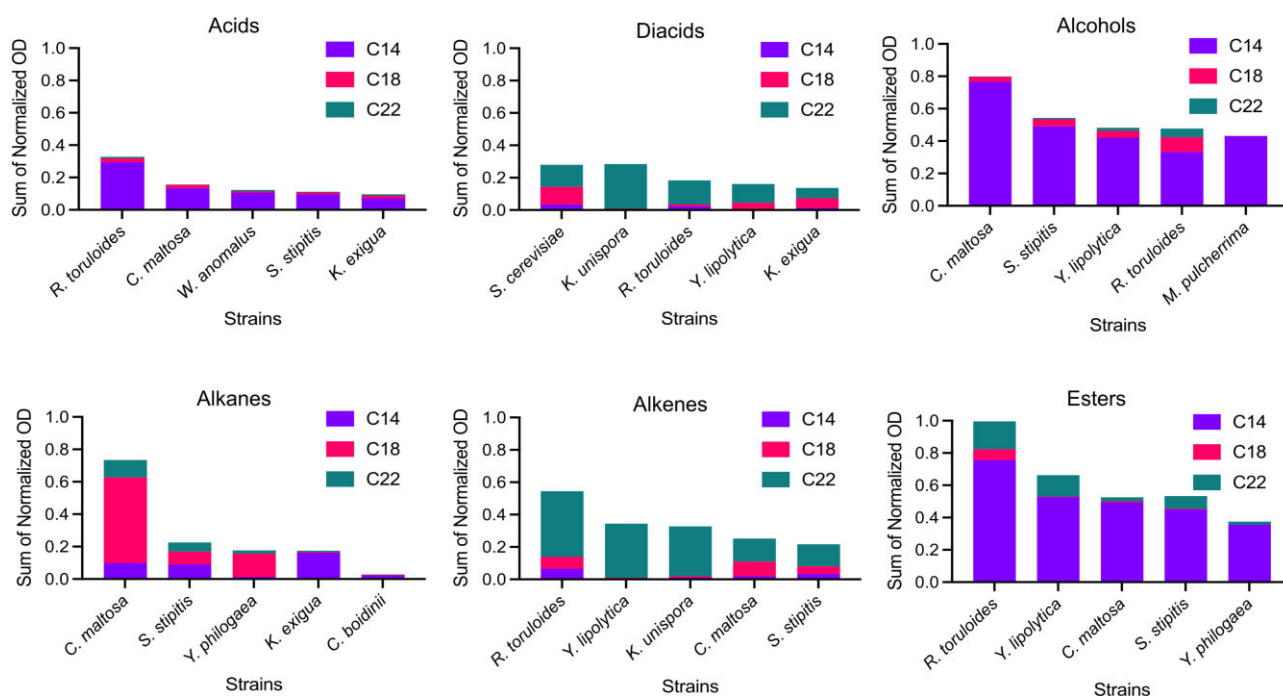 Acids
Sum of Normalized OD
1.0
0.8
0.6
0.4
0.2
0.0
C14
C18
C22
R. toruloides
C. maltosa
W. anomalus
S. stipitis
K. exigua
Strains
Diacids
Sum of Normalized OD
1.0
0.8
0.6
0.4
0.2
0.0
C14
C18
C22
S. cerevisiae
K. unispora
R. toruloides
Y. lipolytica
K. exigua
Strains
Alcohols
Sum of Normalized OD
1.0
0.8
0.6
0.4
0.2
0.0
C14
C18
C22
C. maltosa
S. stipitis
Y. lipolytica
R. toruloides
M. pulcherrima
Strains
Alkanes
Sum of Normalized OD
1.0
0.8
0.6
0.4
0.2
0.0
C14
C18
C22
C. maltosa
S. stipitis
Y. philogaea
K. exigua
C. boidinii
Strains
Alkenes
Sum of Normalized OD
1.0
0.8
0.6
0.4
0.2
0.0
C14
C18
C22
R. toruloides
Y. lipolytica
K. unispora
C. maltosa
S. stipitis
Strains
Esters
Sum of Normalized OD
1.0
0.8
0.6
0.4
0.2
0.0
C14
C18
C22
R. toruloides
Y. lipolytica
C. maltosa
S. stipitis
Y. philogaea
Strains